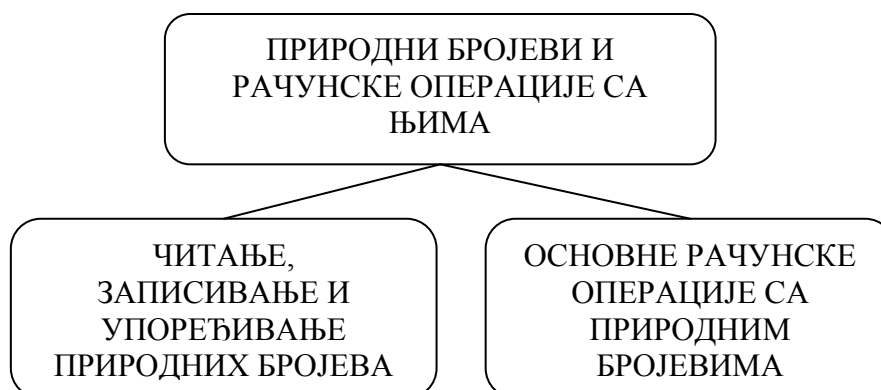 ПРИРОДНИ БРОЈЕВИ И
РАЧУНСКЕ ОПЕРАЦИЈЕ СА
ЊИМА
ЧИТАЊЕ,
ЗАПИСИВАЊЕ И
УПОРЕЂИВАЊЕ
ПРИРОДНИХ БРОЈЕВА
ОСНОВНЕ РАЧУНСКЕ
ОПЕРАЦИЈЕ СА
ПРИРОДНИМ
БРОЈЕВИМА